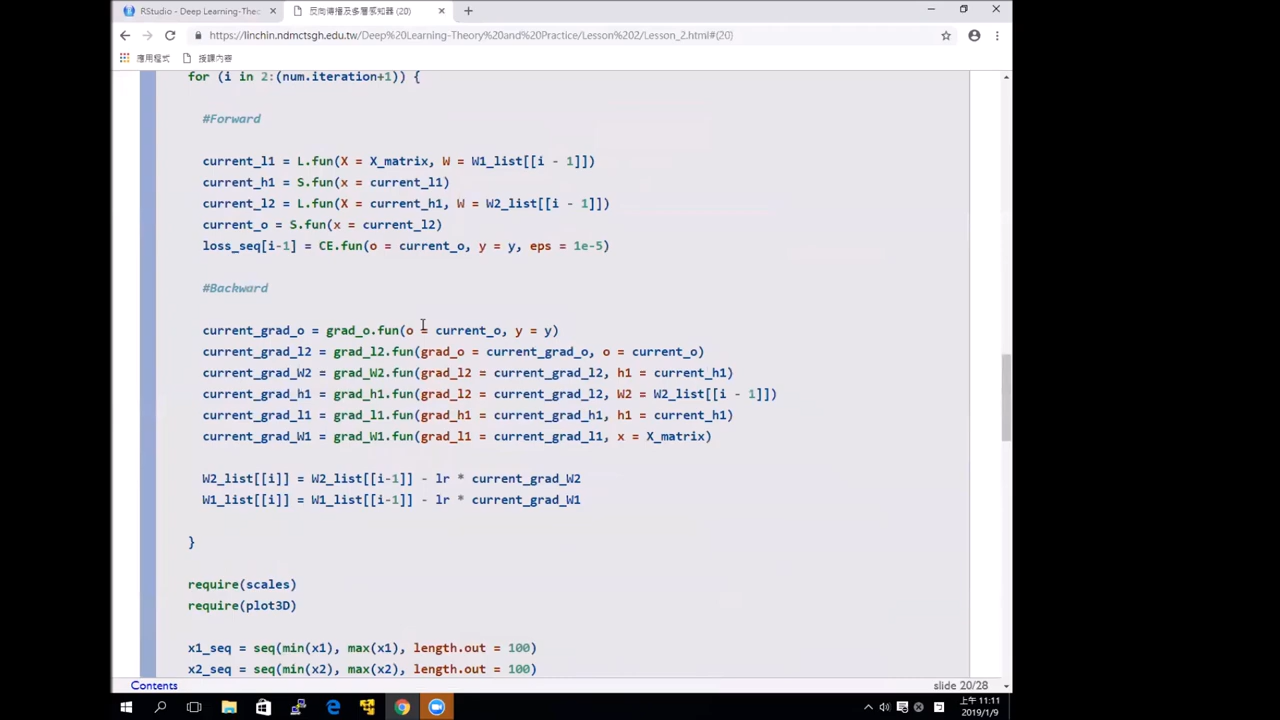 RStudio - Deep Learning-Theo
反向傳播及多層感知器 (20)
https://linchin.ndmctsgh.edu.tw/Deep%20Learning-Theory%20and%20Practice/Lesson%202/Lesson_2.html#(20)
應用程式
授課內容
for (i in 2:(num.iteration+1)) {
#Forward
current_l1 = L.fun(X = X_matrix, W = W1_list[[i - 1]])
current_h1 = S.fun(x = current_l1)
current_l2 = L.fun(X = current_h1, W = W2_list[[i - 1]])
current_o = S.fun(x = current_l2)
loss_seq[i-1] = CE.fun(o = current_o, y = y, eps = 1e-5)
#Backward
current_grad_o = grad_o.fun(o = current_o, y = y)
current_grad_l2 = grad_l2.fun(grad_o = current_grad_o, o = current_o)
current_grad_W2 = grad_W2.fun(grad_l2 = current_grad_l2, h1 = current_h1)
current_grad_h1 = grad_h1.fun(grad_l2 = current_grad_l2, W2 = W2_list[[i - 1]])
current_grad_l1 = grad_l1.fun(grad_h1 = current_grad_h1, h1 = current_h1)
current_grad_W1 = grad_W1.fun(grad_l1 = current_grad_l1, x = X_matrix)
W2_list[[i]] = W2_list[[i-1]] - lr * current_grad_W2
W1_list[[i]] = W1_list[[i-1]] - lr * current_grad_W1
}
require(scales)
require(plot3D)
x1_seq = seq(min(x1), max(x1), length.out = 100)
x2_seq = seq(min(x2), max(x2), length.out = 100)
Contents
slide 20/28
上午 11:11
2019/1/9